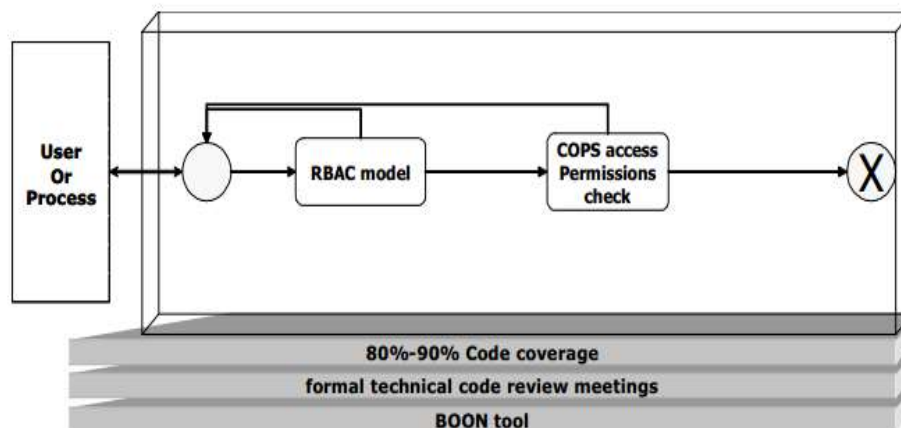 User
Or
Process
RBAC model
COPS access
Permissions
check
X
80%-90% Code coverage
formal technical code review meetings
BOON tool